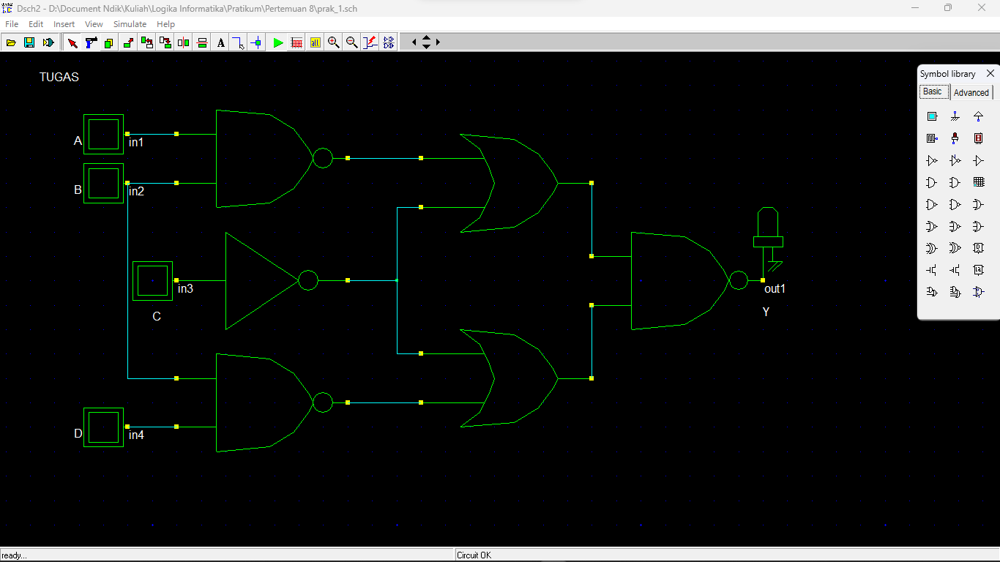 Dsch2 - D:\Document Ndik\Kuliah\Logika Informatika\Pratikum\Pertemuan 8\prak_1.sch
File Edit Insert View Simulate Help
A
TUGAS
Symbol library
Basic Advanced
A
in1
B
in2
in3
C
out1
Y
D
in4
ready...
Circuit OK